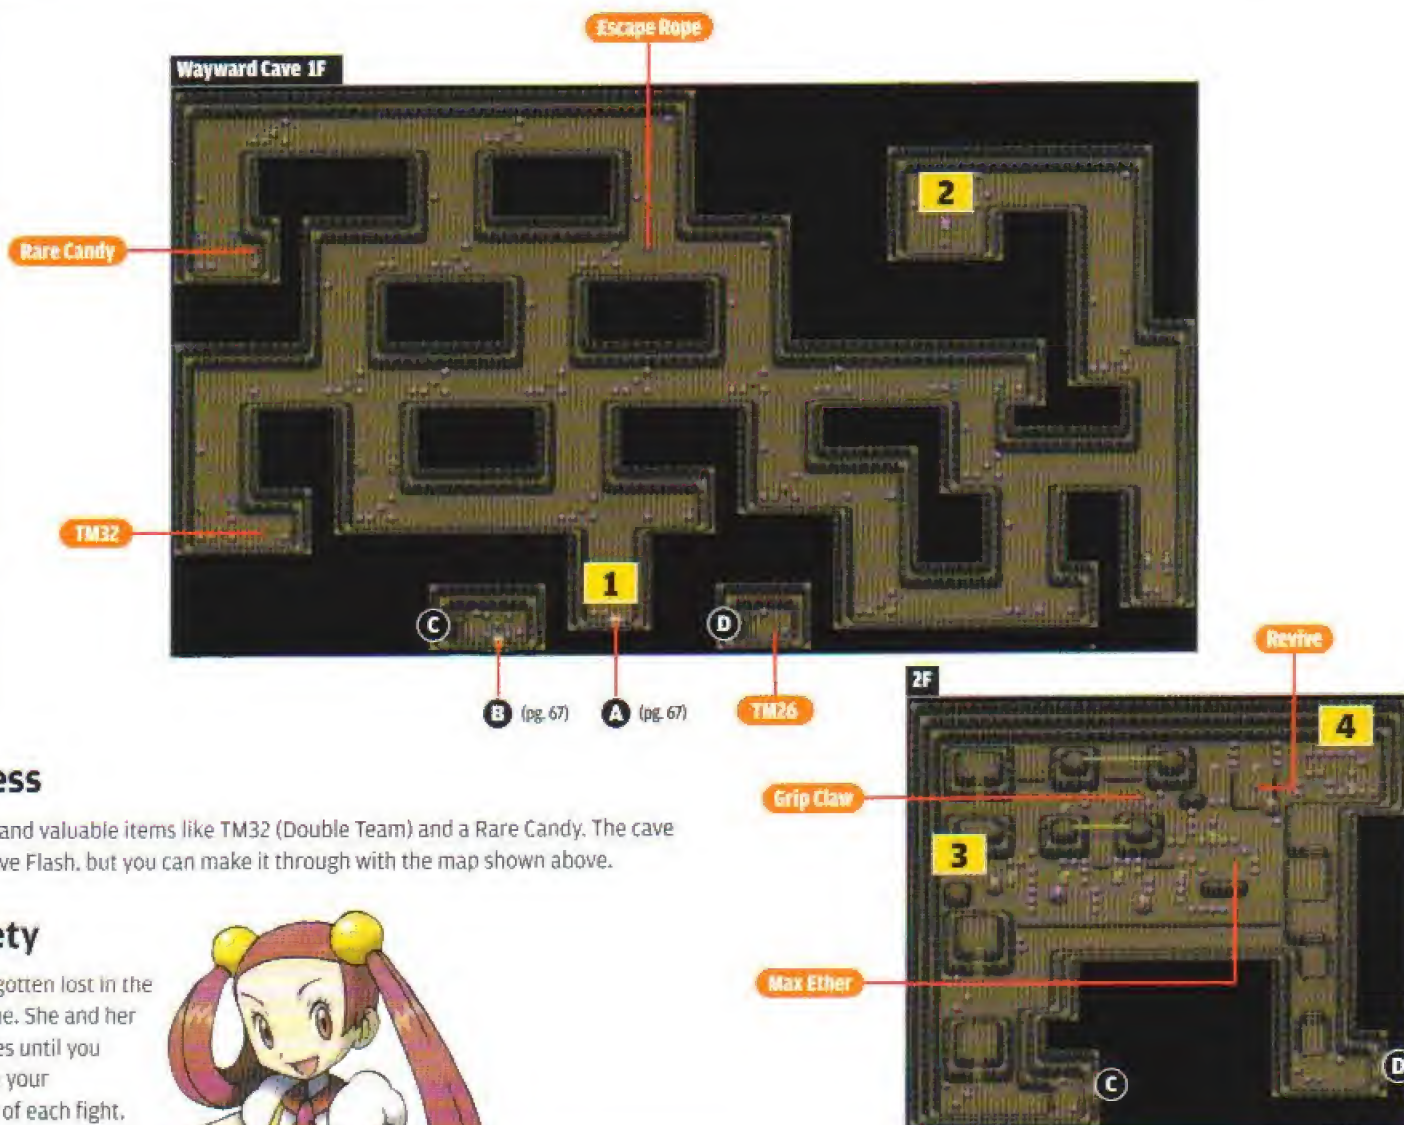 Escape Rope
Wayward Cave 1F
2
Rare Candy
TM32
1
C
D
B (pg. 67)
A (pg. 67)
TM26
Revive
2F
4
Grip Claw
3
Max Ether
C
D
ess
and valuable items like TM32 (Double Team) and a Rare Candy. The cave
ve Flash, but you can make it through with the map shown above.
ety
gotten lost in the
ue. She and her
es until you
your
of each fight.